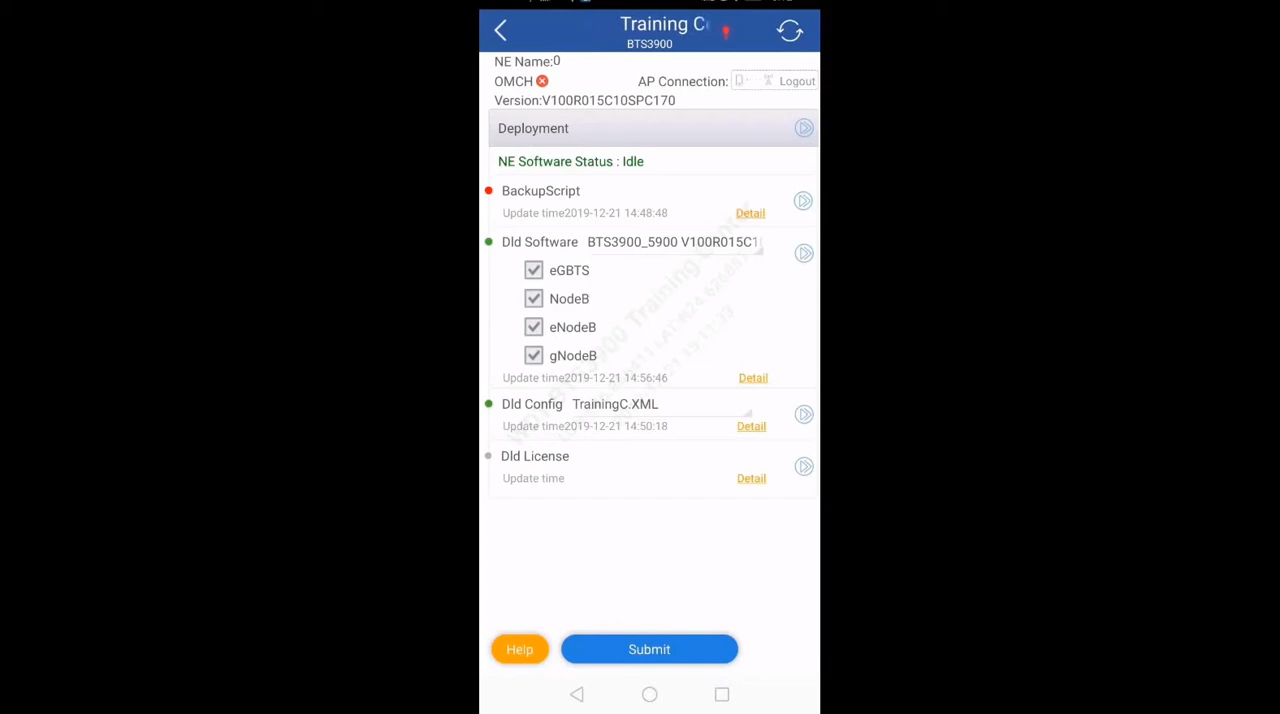 Training C
BTS3900
NE Name:0
OMCH
AP Connection:
Logout
Version:V100R015C10SPC170
Deployment
NE Software Status : Idle
BackupScript
Update time2019-12-21 14:48:48
Detail
Dld Software BTS3900_5900 V100R015C1
eGBTS
NodeB
eNodeB
gNodeB
Update time2019-12-21 14:56:46
Detail
Dld Config TrainingC.XML
Update time2019-12-21 14:50:18
Detail
Dld License
Update time
Detail
Help
Submit